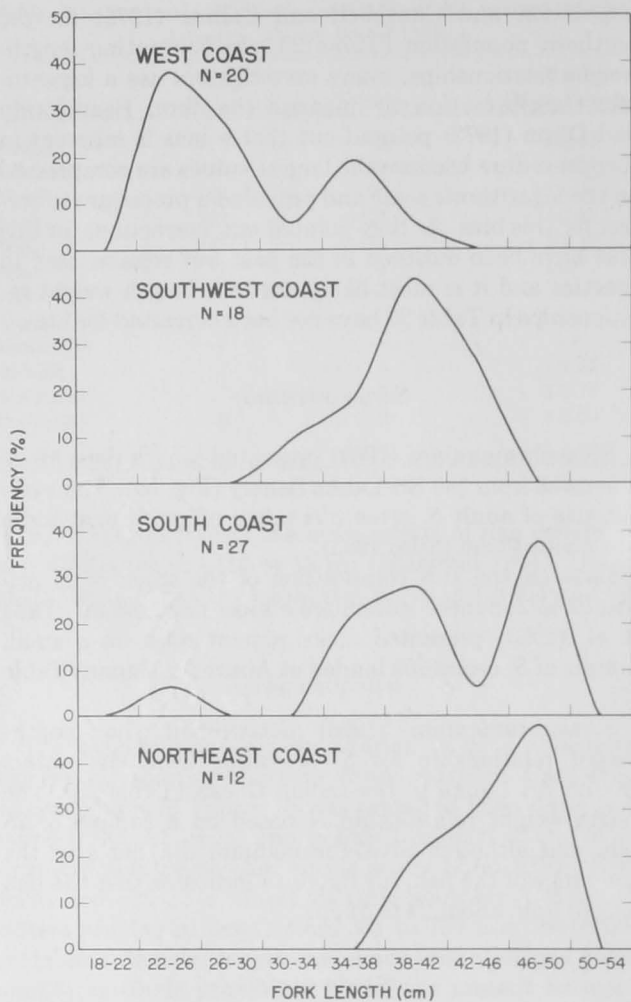 50
40
30
20
10
0
WEST COAST
N=20
40
30
20
10
0
SOUTHWEST COAST
N=18
40
30
20
10
0
SOUTH COAST
N=27
40
30
20
10
0
NORTHEAST COAST
N=12
FREQUENCY (%)
18-22 22-26 26-30 30-34 34-38 38-42 42-46 46-50 50-54
FORK LENGTH (cm)